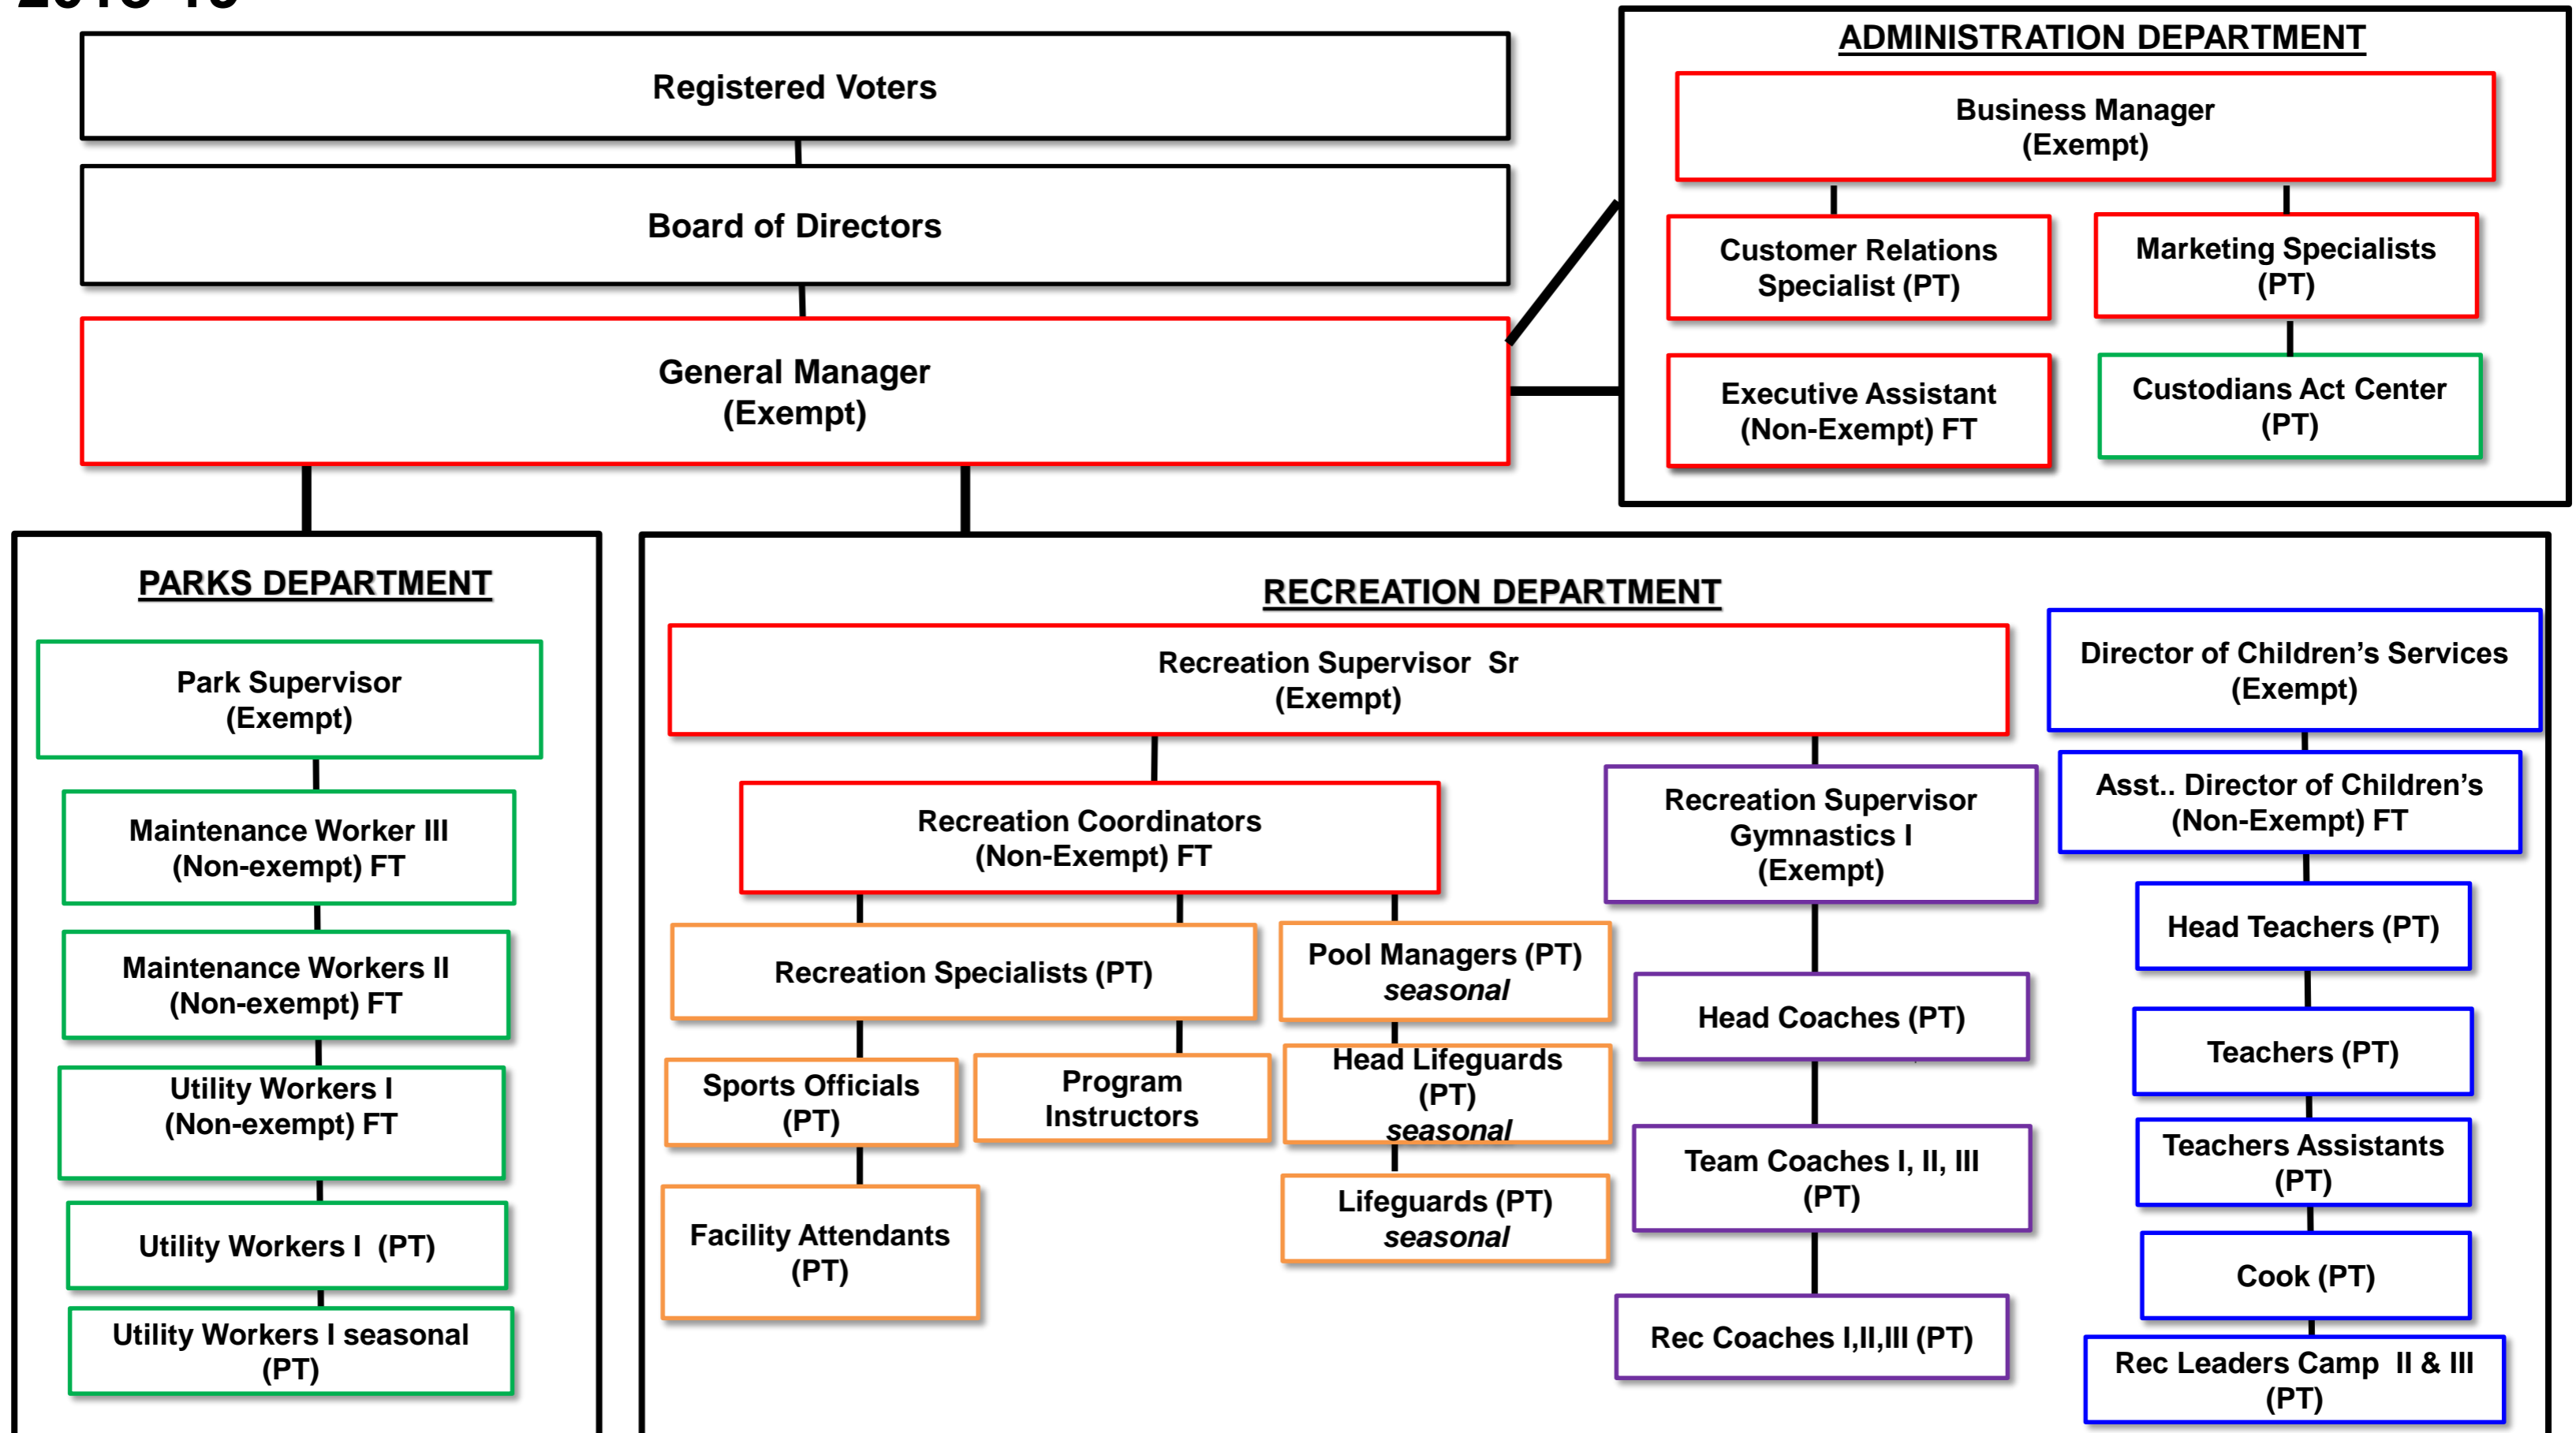 Registered Voters
Board of Directors
General Manager
(Exempt)
ADMINISTRATION DEPARTMENT
Business Manager
(Exempt)
Customer Relations
Specialist (PT)
Marketing Specialists
(PT)
Executive Assistant
(Non-Exempt) FT
Custodians Act Center
(PT)
PARKS DEPARTMENT
Park Supervisor
(Exempt)
Maintenance Worker III
(Non-exempt) FT
Maintenance Workers II
(Non-exempt) FT
Utility Workers I
(Non-exempt) FT
Utility Workers I (PT)
Utility Workers I seasonal
(PT)
RECREATION DEPARTMENT
Recreation Supervisor Sr
(Exempt)
Recreation Coordinators
(Non-Exempt) FT
Recreation Specialists (PT)
Sports Officials
(PT)
Program
Instructors
Facility Attendants
(PT)
Pool Managers (PT)
seasonal
Head Lifeguards
(PT)
seasonal
Lifeguards (PT)
seasonal
Recreation Supervisor
Gymnastics I
(Exempt)
Head Coaches (PT)
Team Coaches I, II, III
(PT)
Rec Coaches I,II,III (PT)
Director of Children’s Services
(Exempt)
Asst.. Director of Children’s
(Non-Exempt) FT
Head Teachers (PT)
Teachers (PT)
Teachers Assistants
(PT)
Cook (PT)
Rec Leaders Camp II & III
(PT)